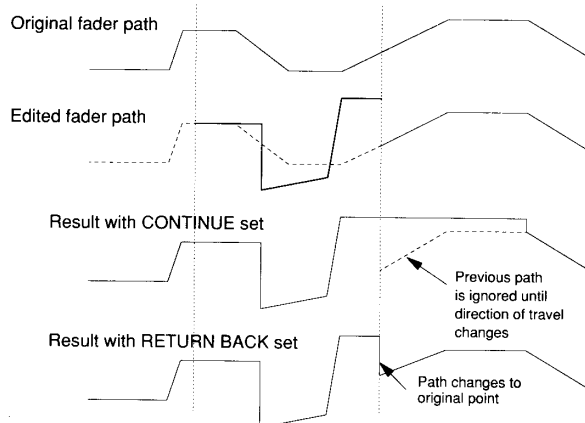 Original fader path
Edited fader path
Result with CONTINUE set
Previous path
is ignored until
direction of travel
changes
Result with RETURN BACK set
Path changes to
original point